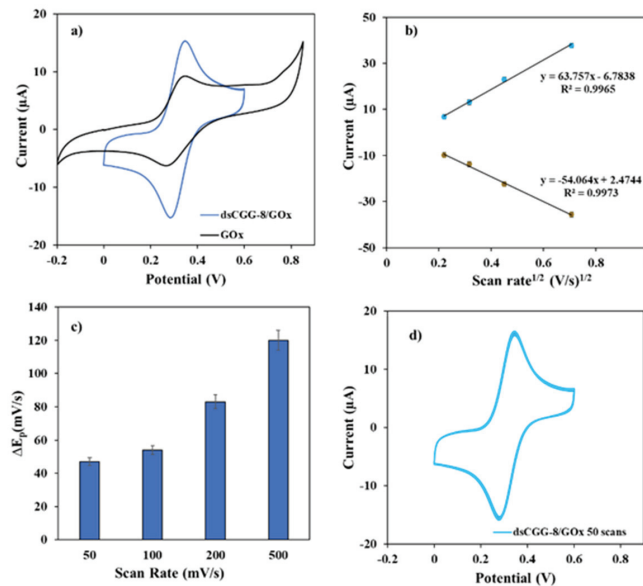 a)
20
10
0
-10
-20
-0.2 0 0.2 0.4 0.6 0.8
Current (µA)
Potential (V)
dsCGG-8/GOx
GOx
b)
50
30
10
-10
-30
-50
0 0.2 0.4 0.6 0.8
Current (µA)
Scan rate1/2 (V/s)1/2
y = 63.757x - 6.7838
R² = 0.9965
y = -54.064x + 2.4744
R² = 0.9973
c)
140
120
100
80
60
40
20
0
50 100 200 500
ΔEp(mV/s)
Scan Rate (mV/s)
d)
20
10
0
-10
-20
0 0.2 0.4 0.6 0.8
Current (µA)
Potential (V)
dsCGG-8/GOx 50 scans